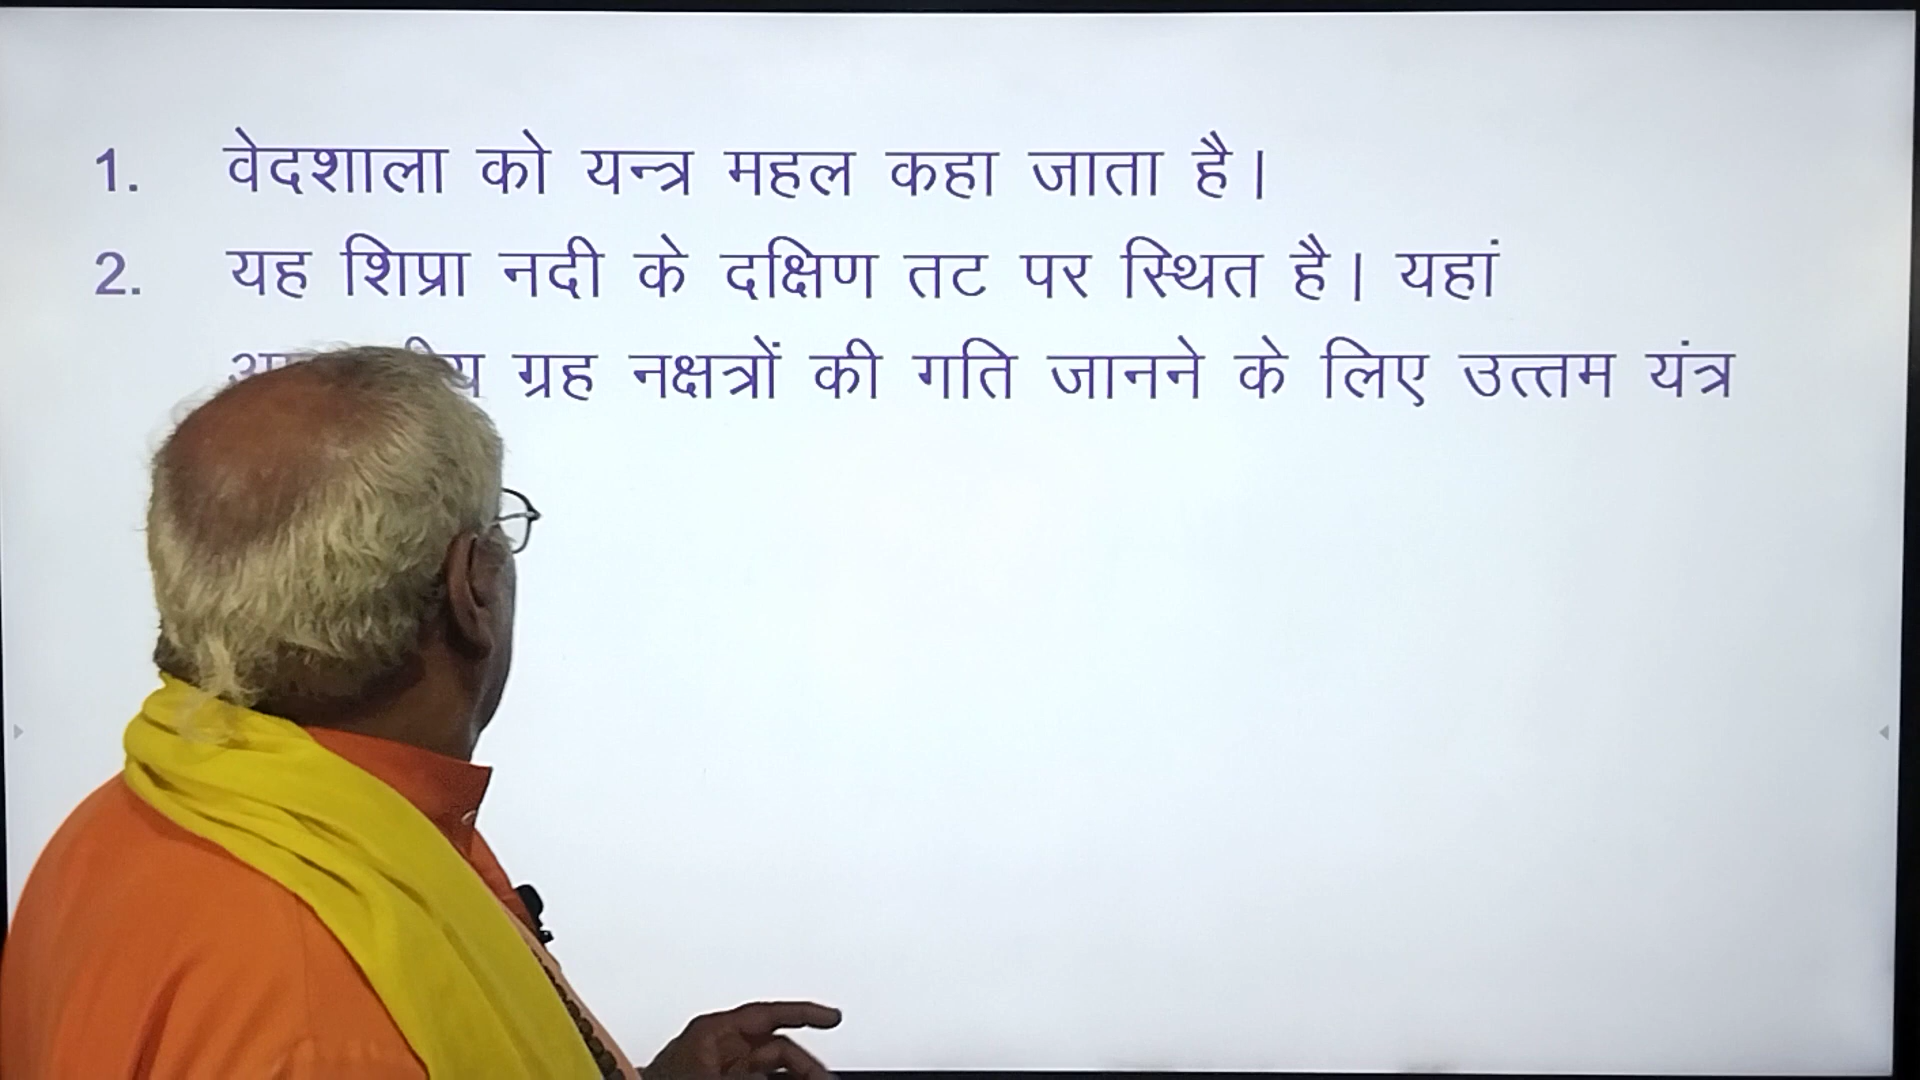 1. वेदशाला को यन्त्र महल कहा जाता है।
2. यह शिप्रा नदी के दक्षिण तट पर स्थित है। यहां
ग्रह नक्षत्रों की गति जानने के लिए उत्तम यंत्र